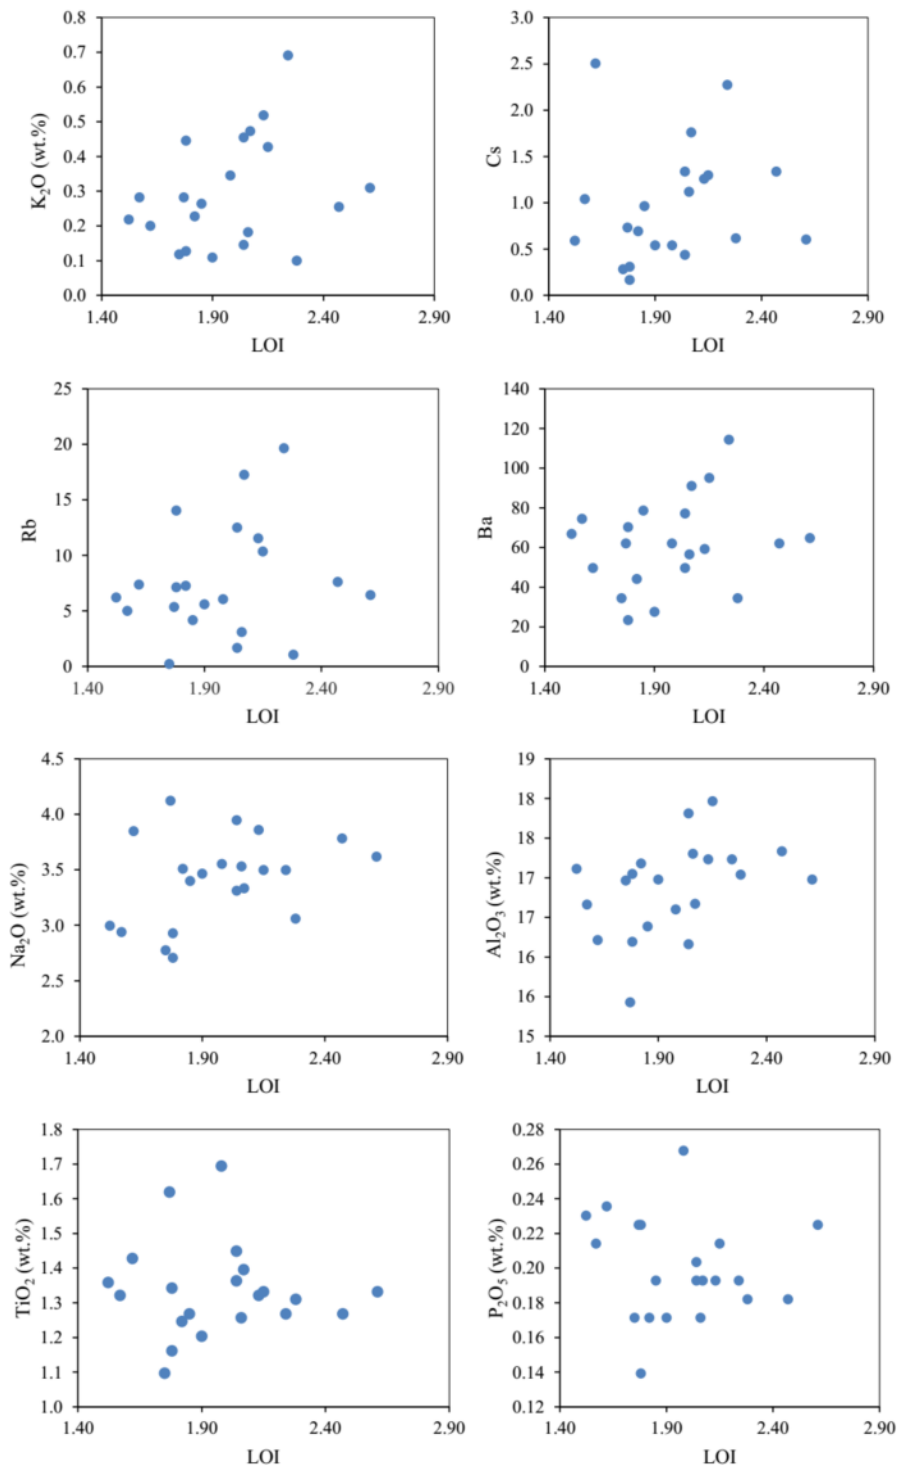 0.8
0.7
0.6
0.5
0.4
0.3
0.2
0.1
0.0
K₂O (wt.%)
1.40 1.90 2.40 2.90
LOI
3.0
2.5
2.0
1.5
1.0
0.5
0.0
Cs
1.40 1.90 2.40 2.90
LOI
25
20
15
10
5
0
Rb
1.40 1.90 2.40 2.90
LOI
140
120
100
80
60
40
20
0
Ba
1.40 1.90 2.40 2.90
LOI
4.5
4.0
3.5
3.0
2.5
2.0
Na₂O (wt.%)
1.40 1.90 2.40 2.90
LOI
19
18
18
17
17
16
16
15
Al₂O₃ (wt.%)
1.40 1.90 2.40 2.90
LOI
1.8
1.7
1.6
1.5
1.4
1.3
1.2
1.1
1.0
TiO₂ (wt.%)
1.40 1.90 2.40 2.90
LOI
0.28
0.26
0.24
0.22
0.20
0.18
0.16
0.14
0.12
P₂O₅ (wt.%)
1.40 1.90 2.40 2.90
LOI